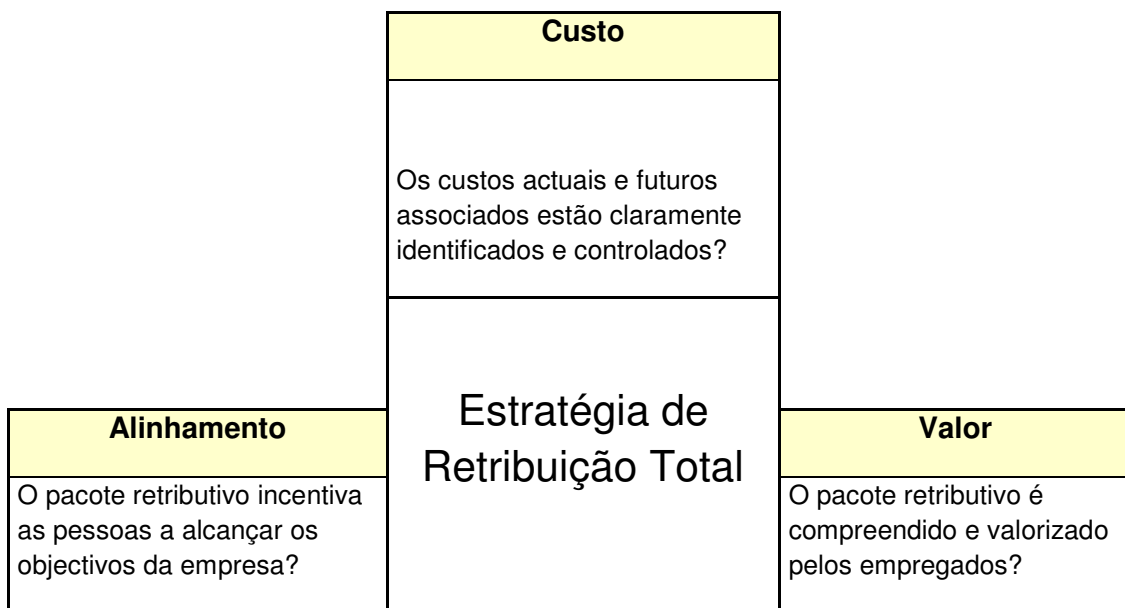 Custo
Os custos actuais e futuros
associados estão claramente
identificados e controlados?
Estratégia de
Retribuição Total
Alinhamento
O pacote retributivo incentiva
as pessoas a alcançar os
objectivos da empresa?
Valor
O pacote retributivo é
compreendido e valorizado
pelos empregados?